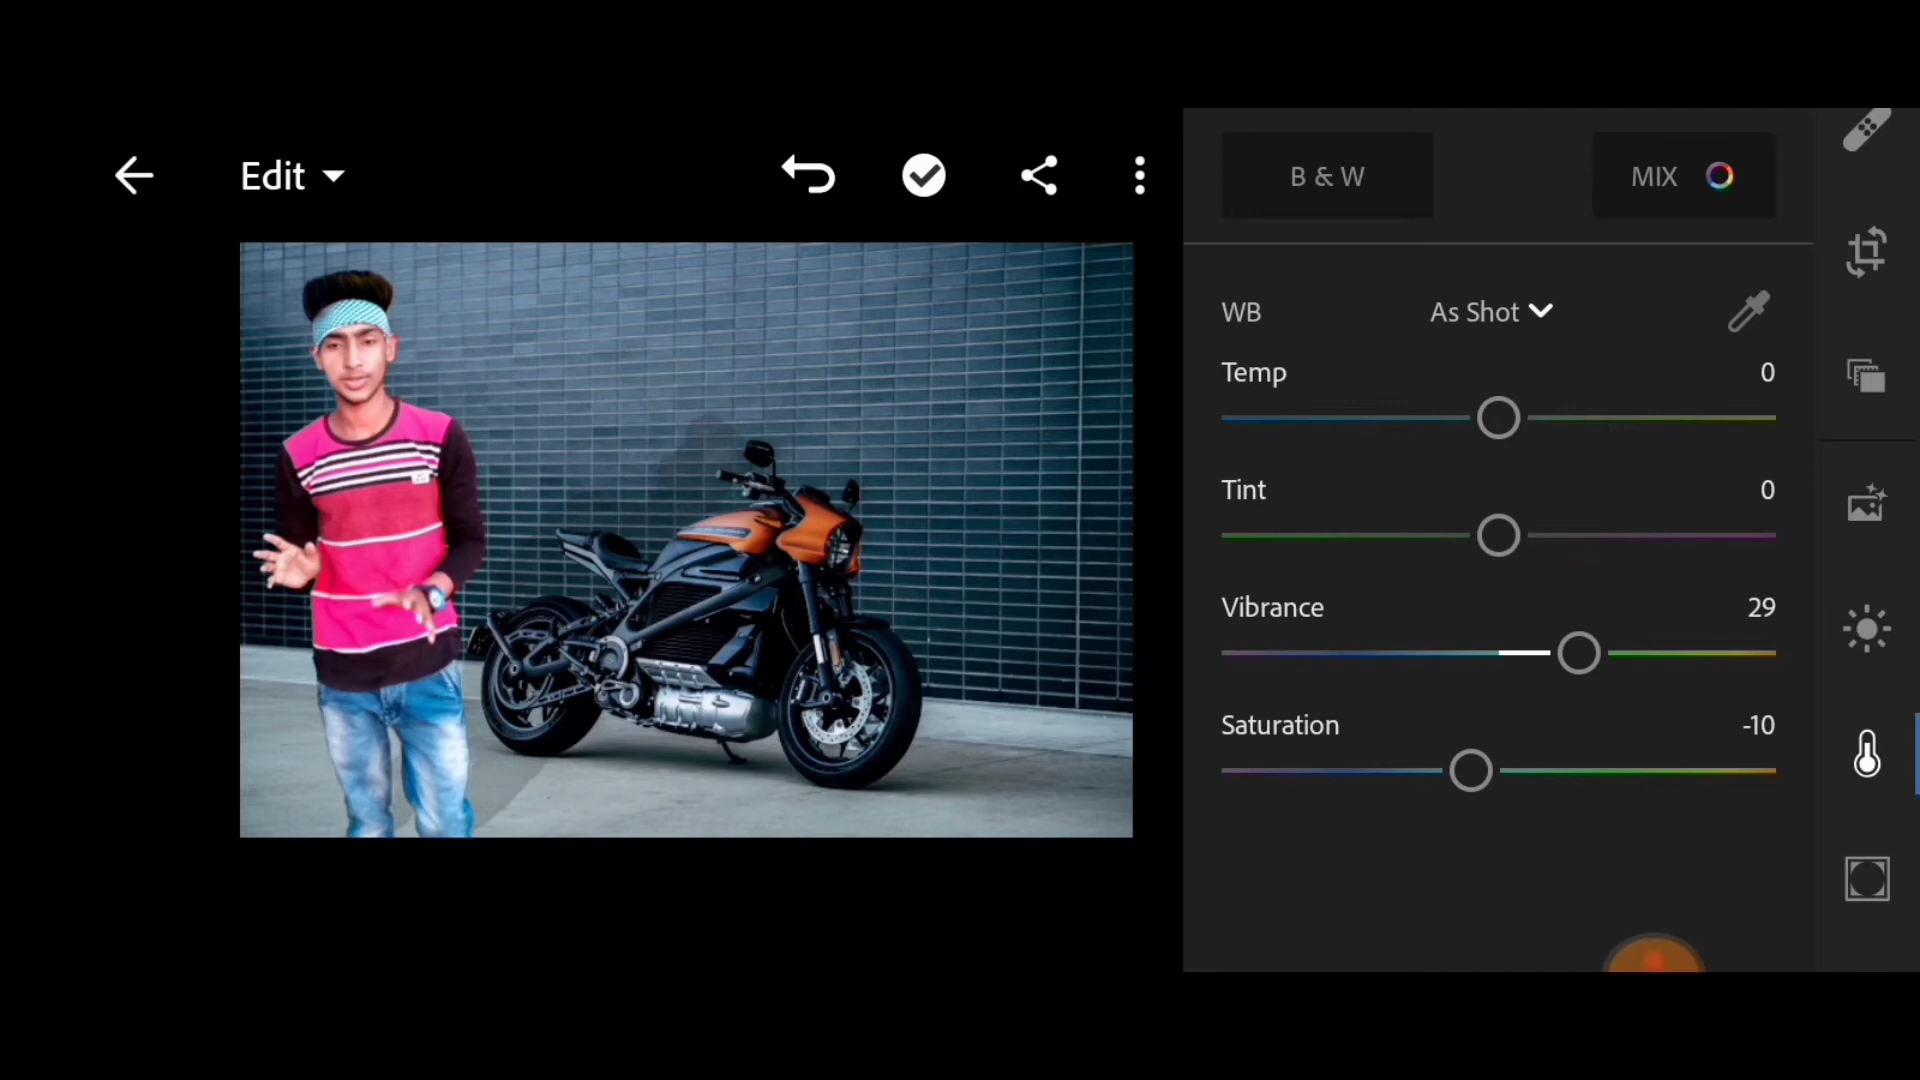 Edit
B & W
MIX
WB
As Shot
Temp
0
Tint
0
Vibrance
29
Saturation
-10